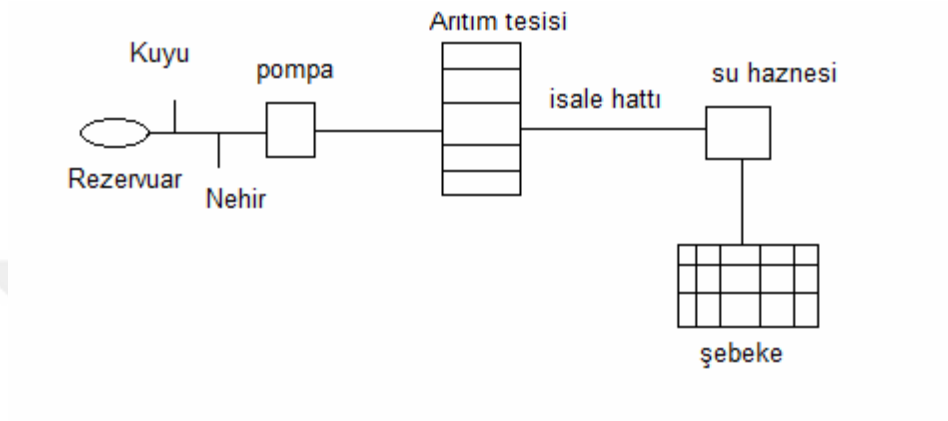 Arıtım tesisi
Kuyu
pompa
su haznesi
isale hattı
Rezervuar
Nehir
şebeke